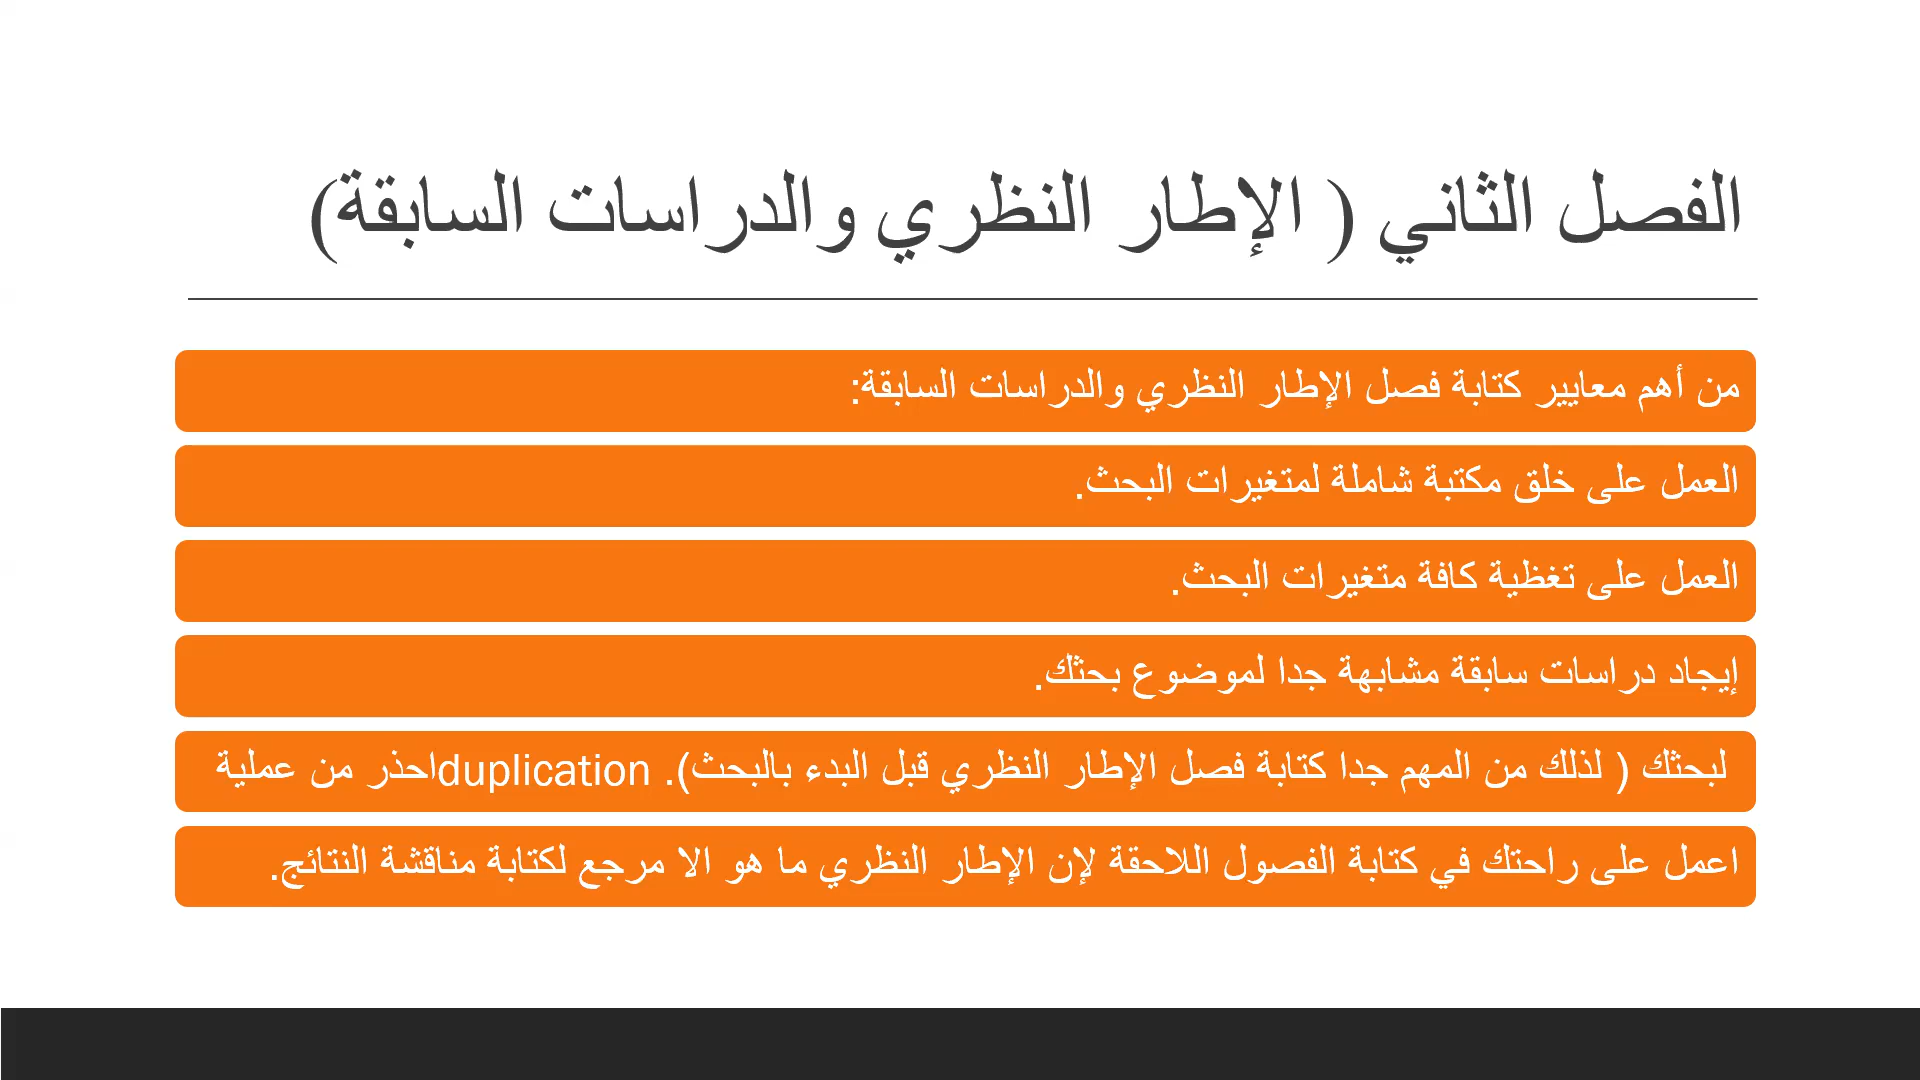 الفصل الثاني ( الإطار النظري والدراسات السابقة)
من أهم معايير كتابة فصل الإطار النظري والدراسات السابقة:
العمل على خلق مكتبة شاملة لمتغيرات البحث.
العمل على تغظية كافة متغيرات البحث.
إيجاد دراسات سابقة مشابهة جدا لموضوع بحثك.
احذر من عملية duplication لبحثك ( لذلك من المهم جدا كتابة فصل الإطار النظري قبل البدء بالبحث).
اعمل على راحتك في كتابة الفصول اللاحقة لإن الإطار النظري ما هو الا مرجع لكتابة مناقشة النتائج.